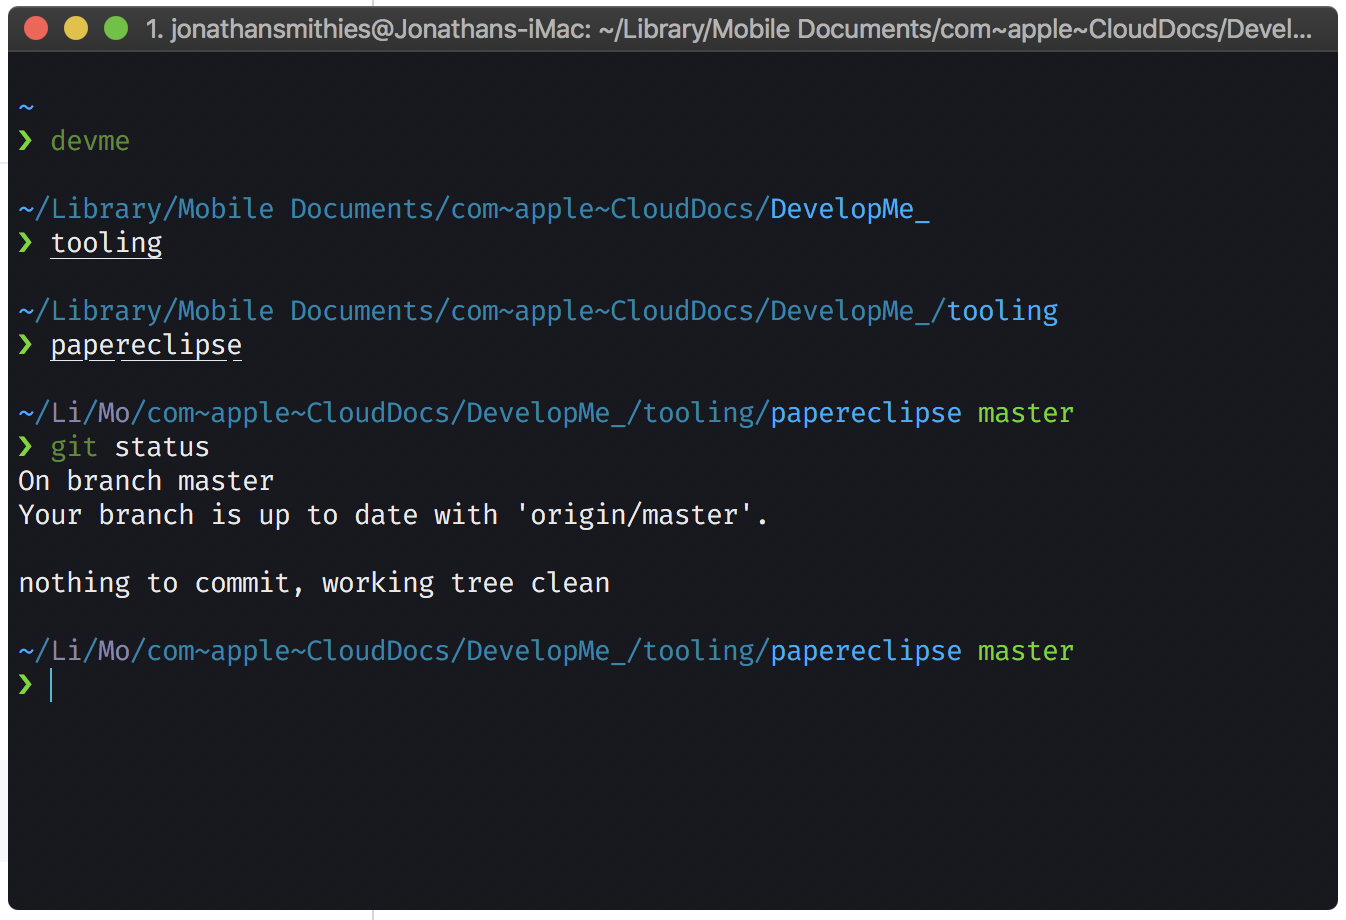 1. jonathansmithies@Jonathans-iMac: ~/Library/Mobile Documents/com~apple~CloudDocs/Devel...
~
❯ devme
~/Library/Mobile Documents/com~apple~CloudDocs/DevelopMe_
❯ tooling
~/Library/Mobile Documents/com~apple~CloudDocs/DevelopMe_/tooling
❯ papereclipse
~/Li/Mo/com~apple~CloudDocs/DevelopMe_/tooling/papereclipse master
❯ git status
On branch master
Your branch is up to date with 'origin/master'.
nothing to commit, working tree clean
~/Li/Mo/com~apple~CloudDocs/DevelopMe_/tooling/papereclipse master
❯